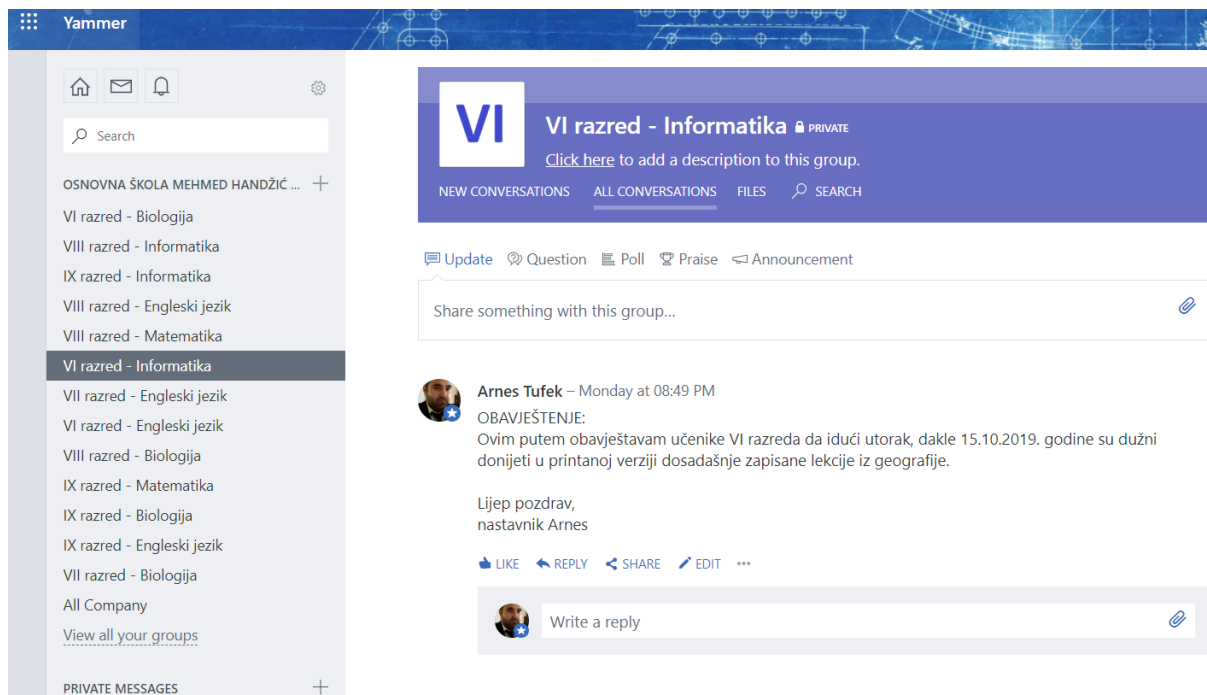 Yammer
Search
OSNOVNA ŠKOLA MEHMED HANDŽIĆ ...
VI razred - Biologija
VIII razred - Informatika
IX razred - Informatika
VIII razred - Engleski jezik
VIII razred - Matematika
VI razred - Informatika
VII razred - Engleski jezik
VI razred - Engleski jezik
VIII razred - Biologija
IX razred - Matematika
IX razred - Biologija
IX razred - Engleski jezik
VII razred - Biologija
All Company
View all your groups
PRIVATE MESSAGES
VI
VI razred - Informatika PRIVATE
Click here to add a description to this group.
NEW CONVERSATIONS ALL CONVERSATIONS FILES SEARCH
Update Question Poll Praise Announcement
Share something with this group...
Arnes Tufek – Monday at 08:49 PM
OBAVJEŠTENJE:
Ovim putem obavještavam učenike VI razreda da idući utorak, dakle 15.10.2019. godine su dužni
donijeti u printanoj verziji dosadašnje zapisane lekcije iz geografije.
Lijep pozdrav,
nastavnik Arnes
LIKE REPLY SHARE EDIT ...
Write a reply